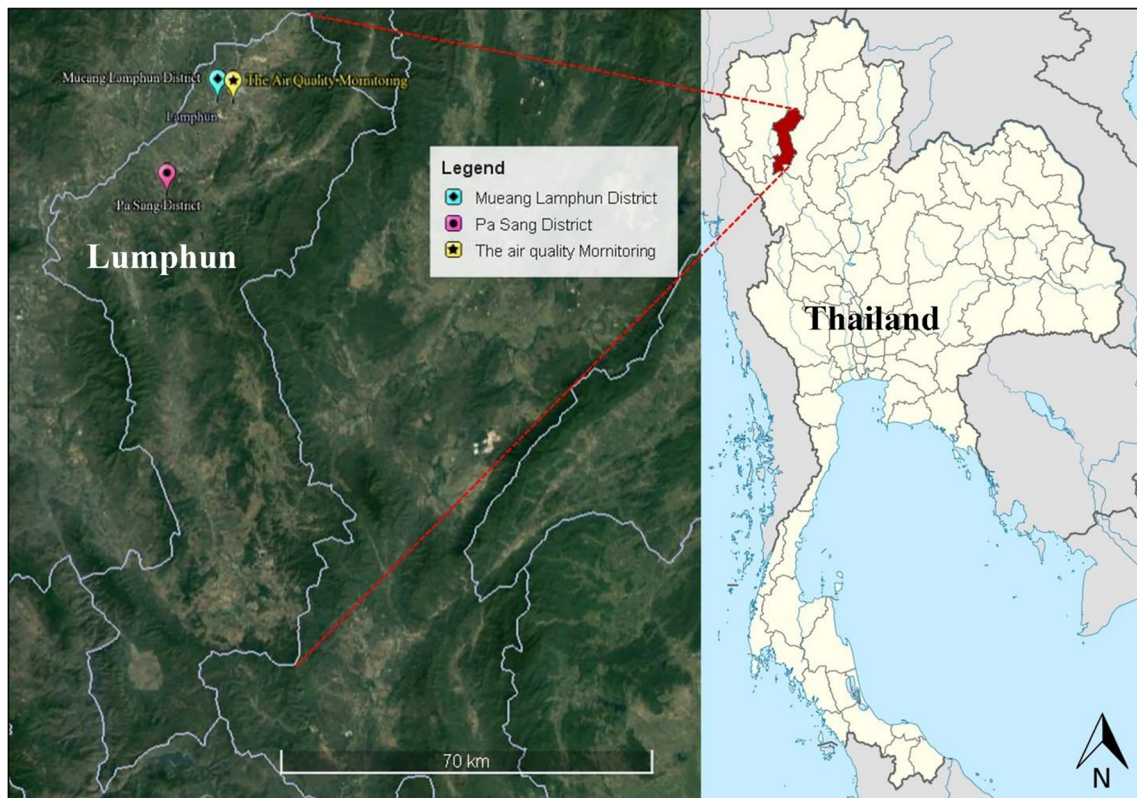 Mueang Lamphun District
The Air Quality Mornitoring
Lamphun
Pa Sang District
Lumphun
Legend
Mueang Lamphun District
Pa Sang District
The air quality Mornitoring
70 km
Thailand
N